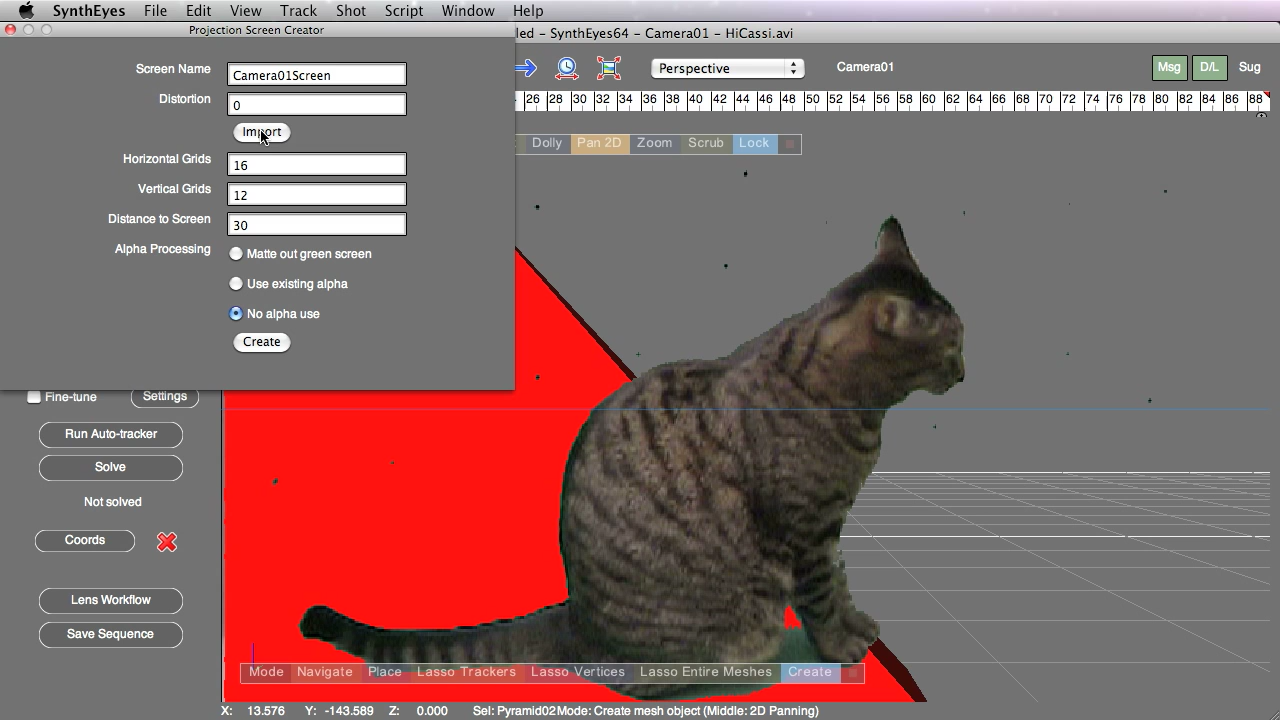 SynthEyes File Edit View Track Shot Script Window Help
Projection Screen Creator
led - SynthEyes64 - Camera01 - HiCassi.avi
Screen Name Camera01Screen
Distortion 0
Import
Horizontal Grids 16
Vertical Grids 12
Distance to Screen 30
Alpha Processing Matte out green screen
Use existing alpha
No alpha use
Create
Perspective Camera01 Msg D/L Sug
26 28 30 32 34 36 38 40 42 44 46 48 50 52 54 56 58 60 62 64 66 68 70 72 74 76 78 80 82 84 86 88
Dolly Pan 2D Zoom Scrub Lock
Fine-tune Settings
Run Auto-tracker
Solve
Not solved
Coords
Lens Workflow
Save Sequence
Mode Navigate Place Lasso Trackers Lasso Vertices Lasso Entire Meshes Create
X: 13.576 Y: -143.589 Z: 0.000 Sel: Pyramid02Mode: Create mesh object (Middle: 2D Panning)